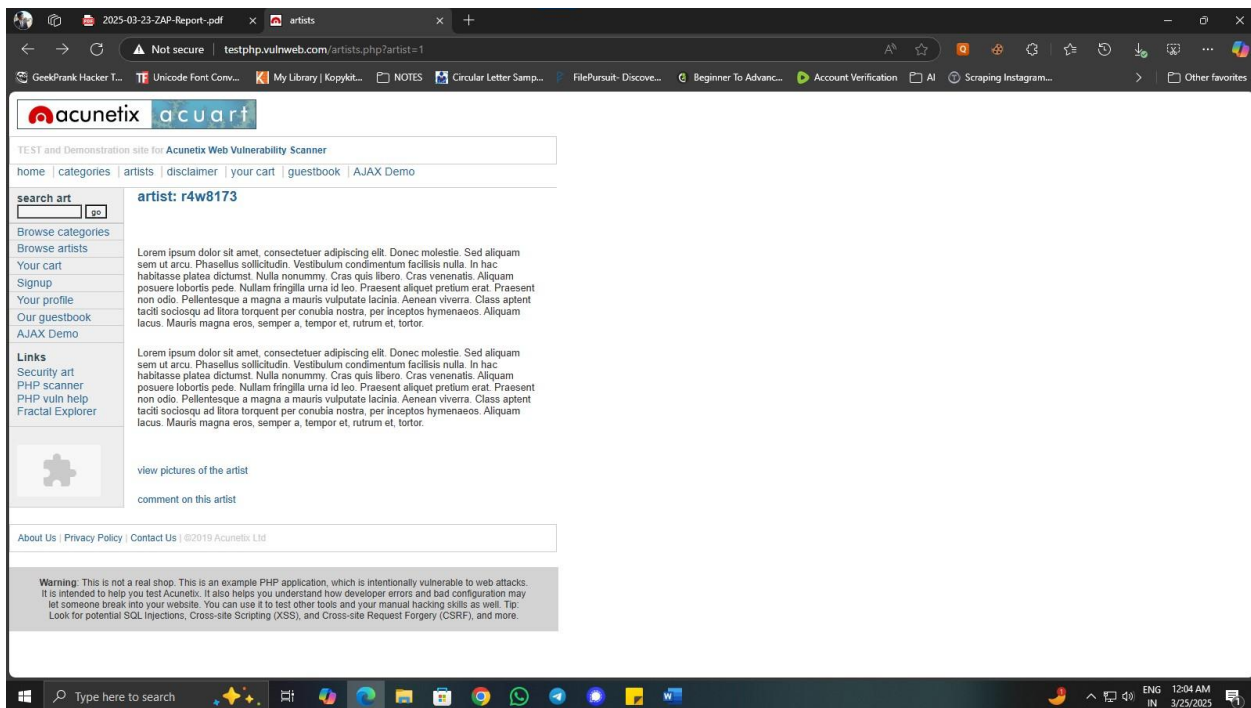 2025-03-23-ZAP-Report-.pdf
artists
Not secure testphp.vulnweb.com/artists.php?artist=1
GeekPrank Hacker T... Unicode Font Conv... My Library | Kopykit... NOTES Circular Letter Samp... FilePursuit- Discove... Beginner To Advanc... Account Verification AI Scraping Instagram... Other favorites
acunetix acuart
TEST and Demonstration site for Acunetix Web Vulnerability Scanner
home | categories | artists | disclaimer | your cart | guestbook | AJAX Demo
search art
go
Browse categories
Browse artists
Your cart
Signup
Your profile
Our guestbook
AJAX Demo
Links
Security art
PHP scanner
PHP vuln help
Fractal Explorer
artist: r4w8173
Lorem ipsum dolor sit amet, consectetuer adipiscing elit. Donec molestie. Sed aliquam
sem ut arcu. Phasellus sollicitudin. Vestibulum condimentum facilisis nulla. In hac
habitasse platea dictumst. Nulla nonummy. Cras quis libero. Cras venenatis. Aliquam
posuere lobortis pede. Nullam fringilla urna id leo. Praesent aliquet pretium erat. Praesent
non odio. Pellentesque a magna a mauris vulputate lacinia. Aenean viverra. Class aptent
taciti sociosqu ad litora torquent per conubia nostra, per inceptos hymenaeos. Aliquam
lacus. Mauris magna eros, semper a, tempor et, rutrum et, tortor.
Lorem ipsum dolor sit amet, consectetuer adipiscing elit. Donec molestie. Sed aliquam
sem ut arcu. Phasellus sollicitudin. Vestibulum condimentum facilisis nulla. In hac
habitasse platea dictumst. Nulla nonummy. Cras quis libero. Cras venenatis. Aliquam
posuere lobortis pede. Nullam fringilla urna id leo. Praesent aliquet pretium erat. Praesent
non odio. Pellentesque a magna a mauris vulputate lacinia. Aenean viverra. Class aptent
taciti sociosqu ad litora torquent per conubia nostra, per inceptos hymenaeos. Aliquam
lacus. Mauris magna eros, semper a, tempor et, rutrum et, tortor.
view pictures of the artist
comment on this artist
About Us | Privacy Policy | Contact Us | ©2019 Acunetix Ltd
Warning: This is not a real shop. This is an example PHP application, which is intentionally vulnerable to web attacks.
It is intended to help you test Acunetix. It also helps you understand how developer errors and bad configuration may
let someone break into your website. You can use it to test other tools and your manual hacking skills as well. Tip:
Look for potential SQL Injections, Cross-site Scripting (XSS), and Cross-site Request Forgery (CSRF), and more.
Type here to search
ENG 12:04 AM
IN 3/25/2025